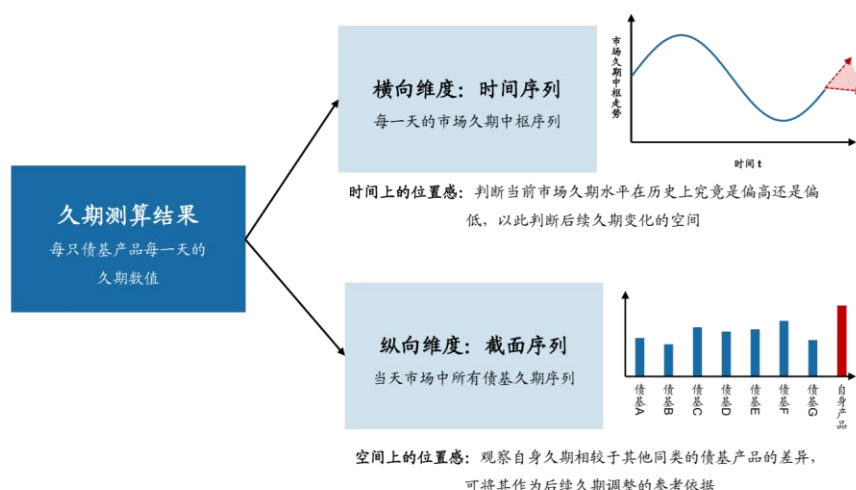 久期测算结果
每只债基产品每一天的
久期数值
横向维度：时间序列
每一天的市场久期中枢序列
市场久期中枢走势
时间 t
时间上的位置感：判断当前市场久期水平在历史上究竟是偏高还是偏
低，以此判断后续久期变化的空间
纵向维度：截面序列
当天市场中所有债基久期序列
债基A
债基B
债基C
债基D
债基E
债基F
债基G
自身产品
空间上的位置感：观察自身久期相较于其他同类的债基产品的差异，
可将其作为后续久期调整的参考依据